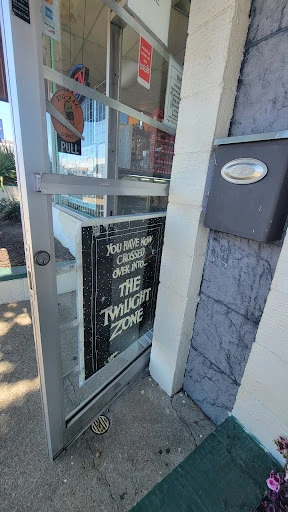 PULL
YOU HAVE NOW
CROSSED
OVER INTO...
THE
TWILIGHT
ZONE